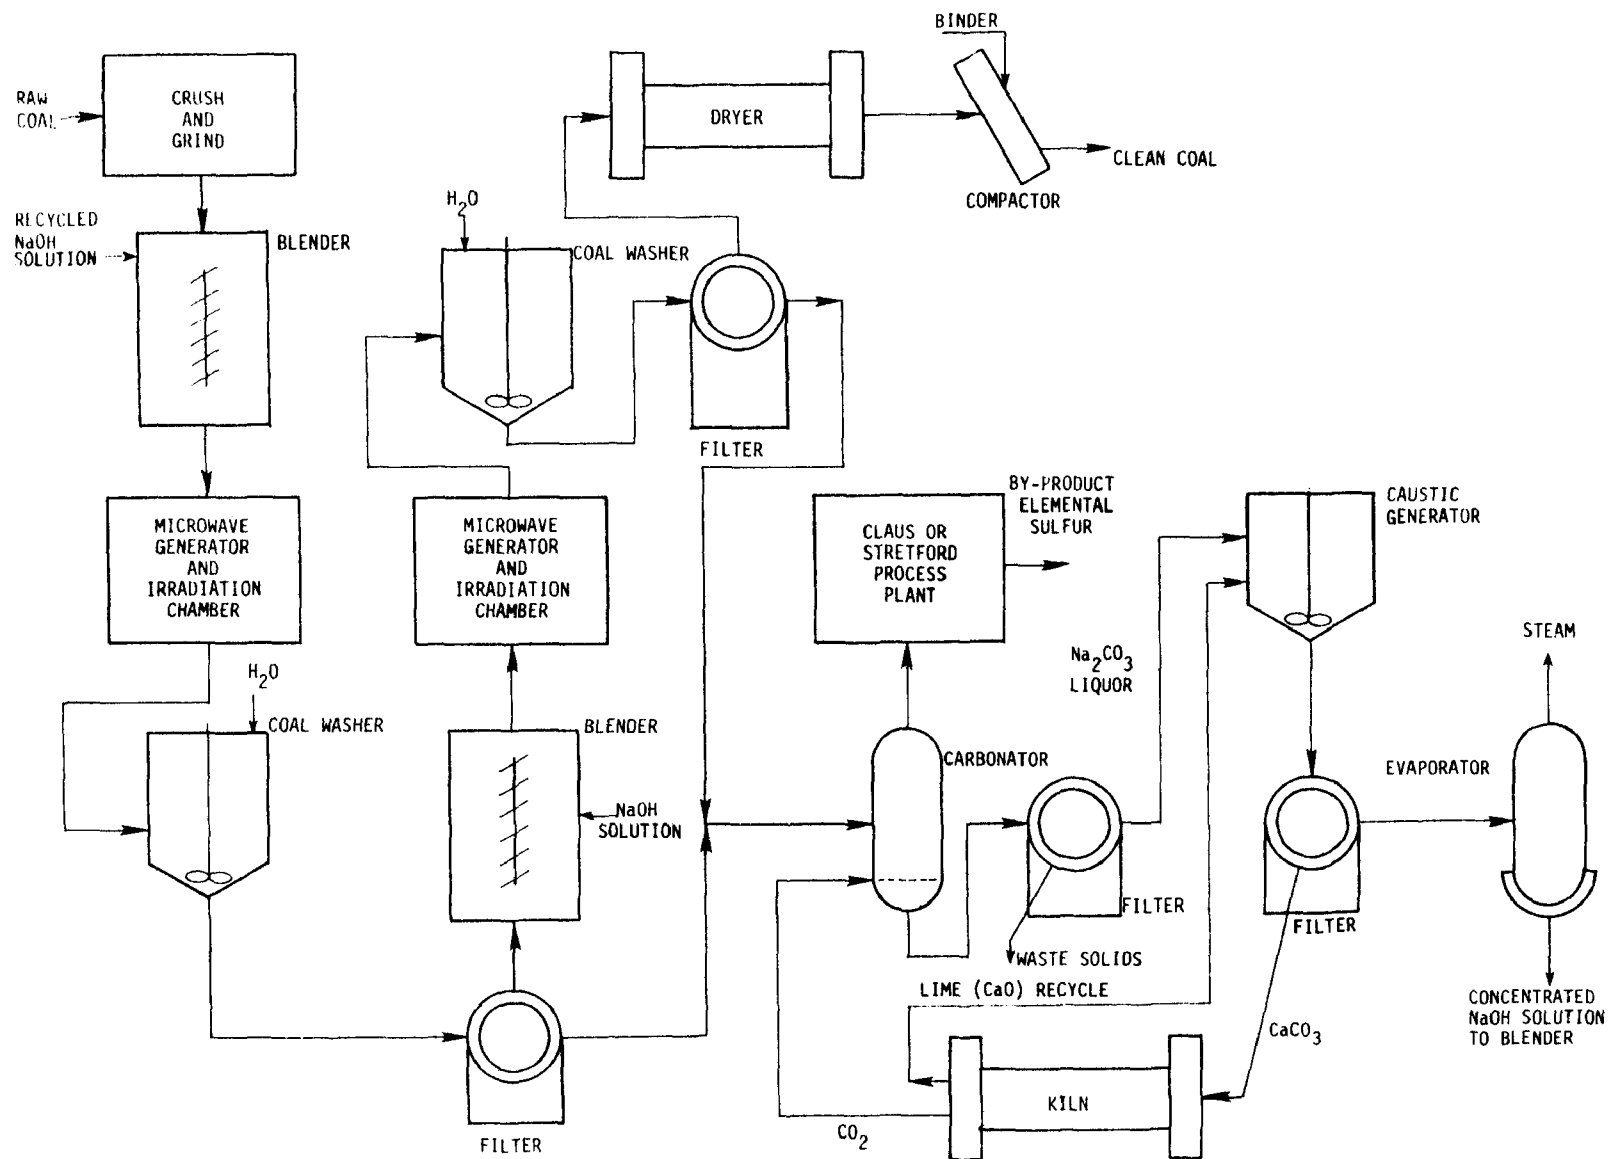 BINDER
RAW
COAL
CRUSH
AND
GRIND
DRYER
CLEAN COAL
COMPACTOR
RECYCLED
NaOH
SOLUTION
BLENDER
H2O
COAL WASHER
FILTER
MICROWAVE
GENERATOR
AND
IRRADIATION
CHAMBER
MICROWAVE
GENERATOR
AND
IRRADIATION
CHAMBER
CLAUS OR
STRETFORD
PROCESS
PLANT
BY-PRODUCT
ELEMENTAL
SULFUR
CAUSTIC
GENERATOR
H2O
COAL WASHER
BLENDER
NaOH
SOLUTION
CARBONATOR
Na2CO3
LIQUOR
STEAM
EVAPORATOR
FILTER
FILTER
WASTE SOLIDS
LIME (CaO) RECYCLE
CaCO3
CONCENTRATED
NaOH SOLUTION
TO BLENDER
KILN
CO2
FILTER